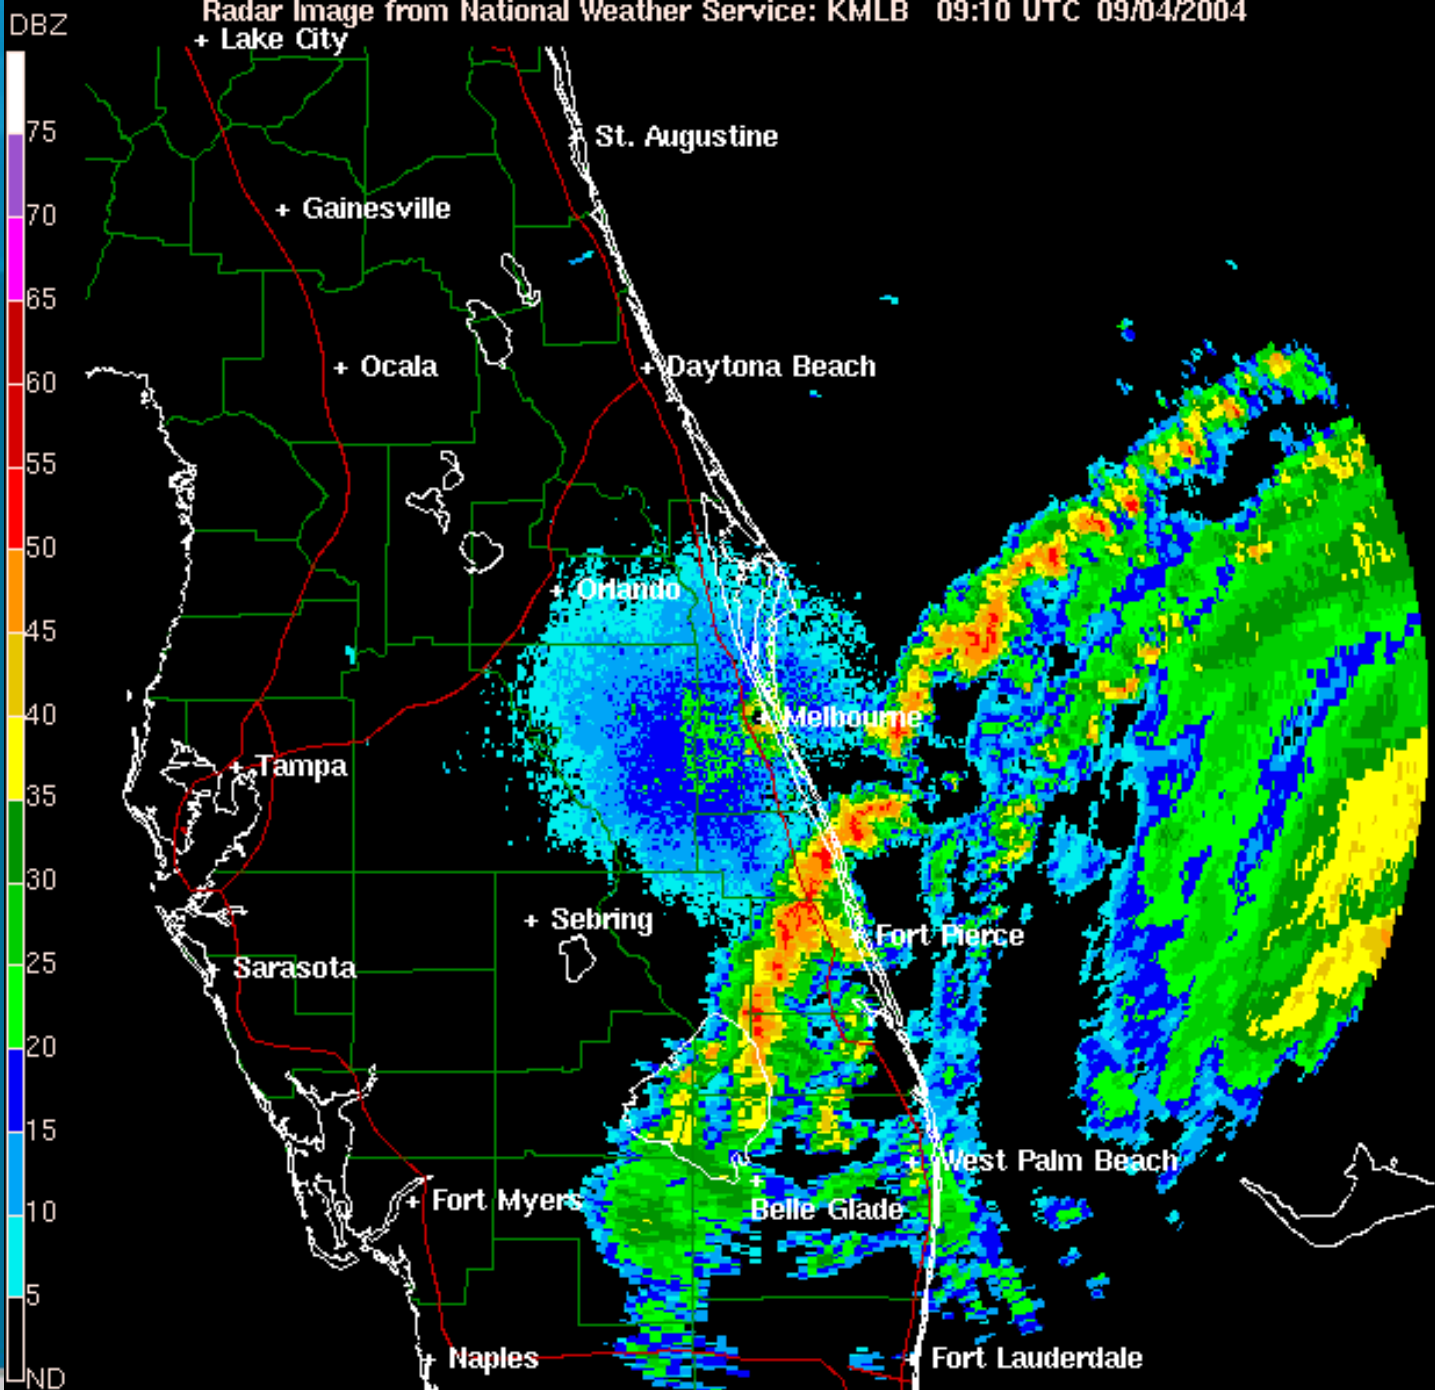 Radar Image from National Weather Service: KMLB 09:10 UTC 09/04/2004
DBZ
Lake City
75
St. Augustine
70
Gainesville
65
60
Ocala
Daytona Beach
55
50
Orlando
45
40
Melbourne
Tampa
35
30
Sebring
Fort Pierce
25
Sarasota
20
15
West Palm Beach
10
Fort Myers
Belle Glade
5
Naples
Fort Lauderdale
ND